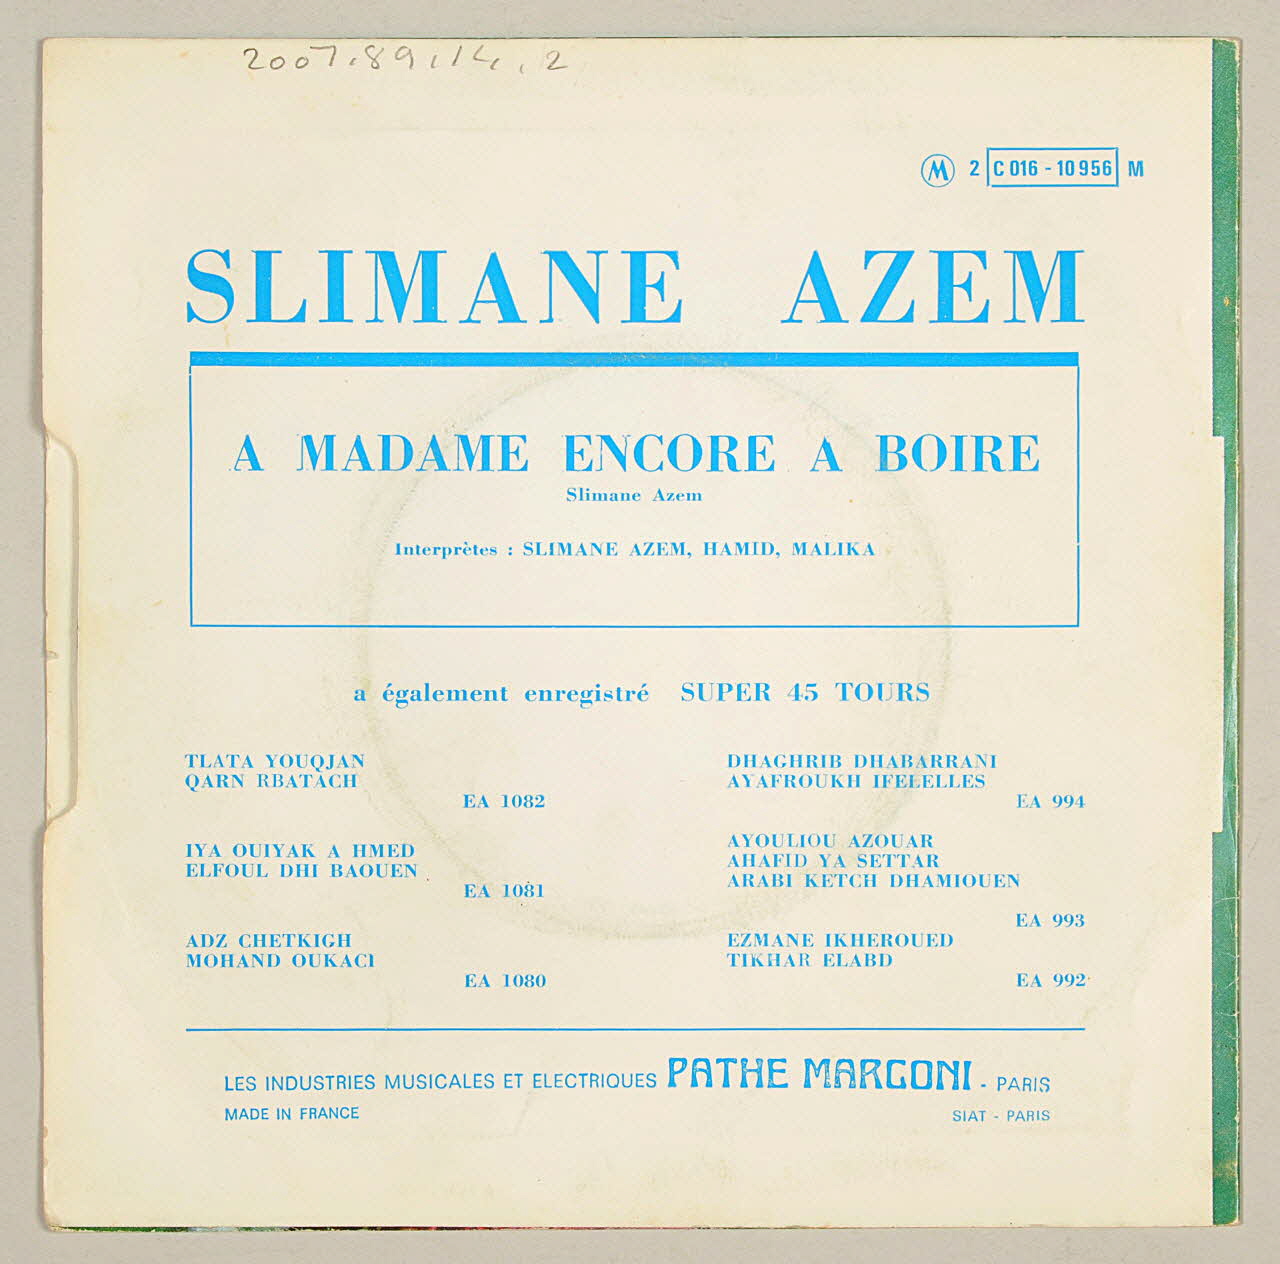 2007.89.14.2
M 2 C 016 - 10956 M
SLIMANE AZEM
A MADAME ENCORE A BOIRE
Slimane Azem
Interprètes : SLIMANE AZEM, HAMID, MALIKA
a également enregistré SUPER 45 TOURS
TLATA YOUQJAN
QARN RBATACH
EA 1082
IYA OUIYAK A HMED
ELFOUL DHI BAOUEN
EA 1081
ADZ CHETKIGH
MOHAND OUKACI
EA 1080
DHAGHRIB DHABARRANI
AYAFROUKH IFELELLES
EA 994
AYOULIOU AZOUAR
AHAFID YA SETTAR
ARABI KETCH DHAMIOUEN
EA 993
EZMANE IKHEROUED
TIKHAR ELABD
EA 992
LES INDUSTRIES MUSICALES ET ELECTRIQUES PATHE MARCONI - PARIS
MADE IN FRANCE
SIAT - PARIS